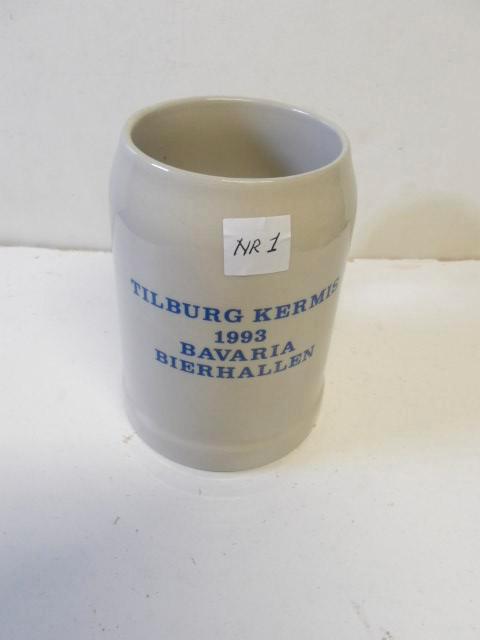 NR 1
TILBURG KERMIS
1993
BAVARIA
BIERHALLEN